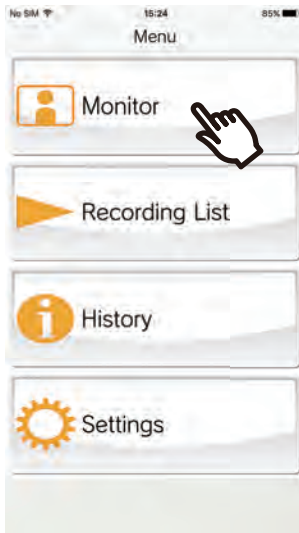 No SIM 15:24 85%
Menu
Monitor
Recording List
History
Settings